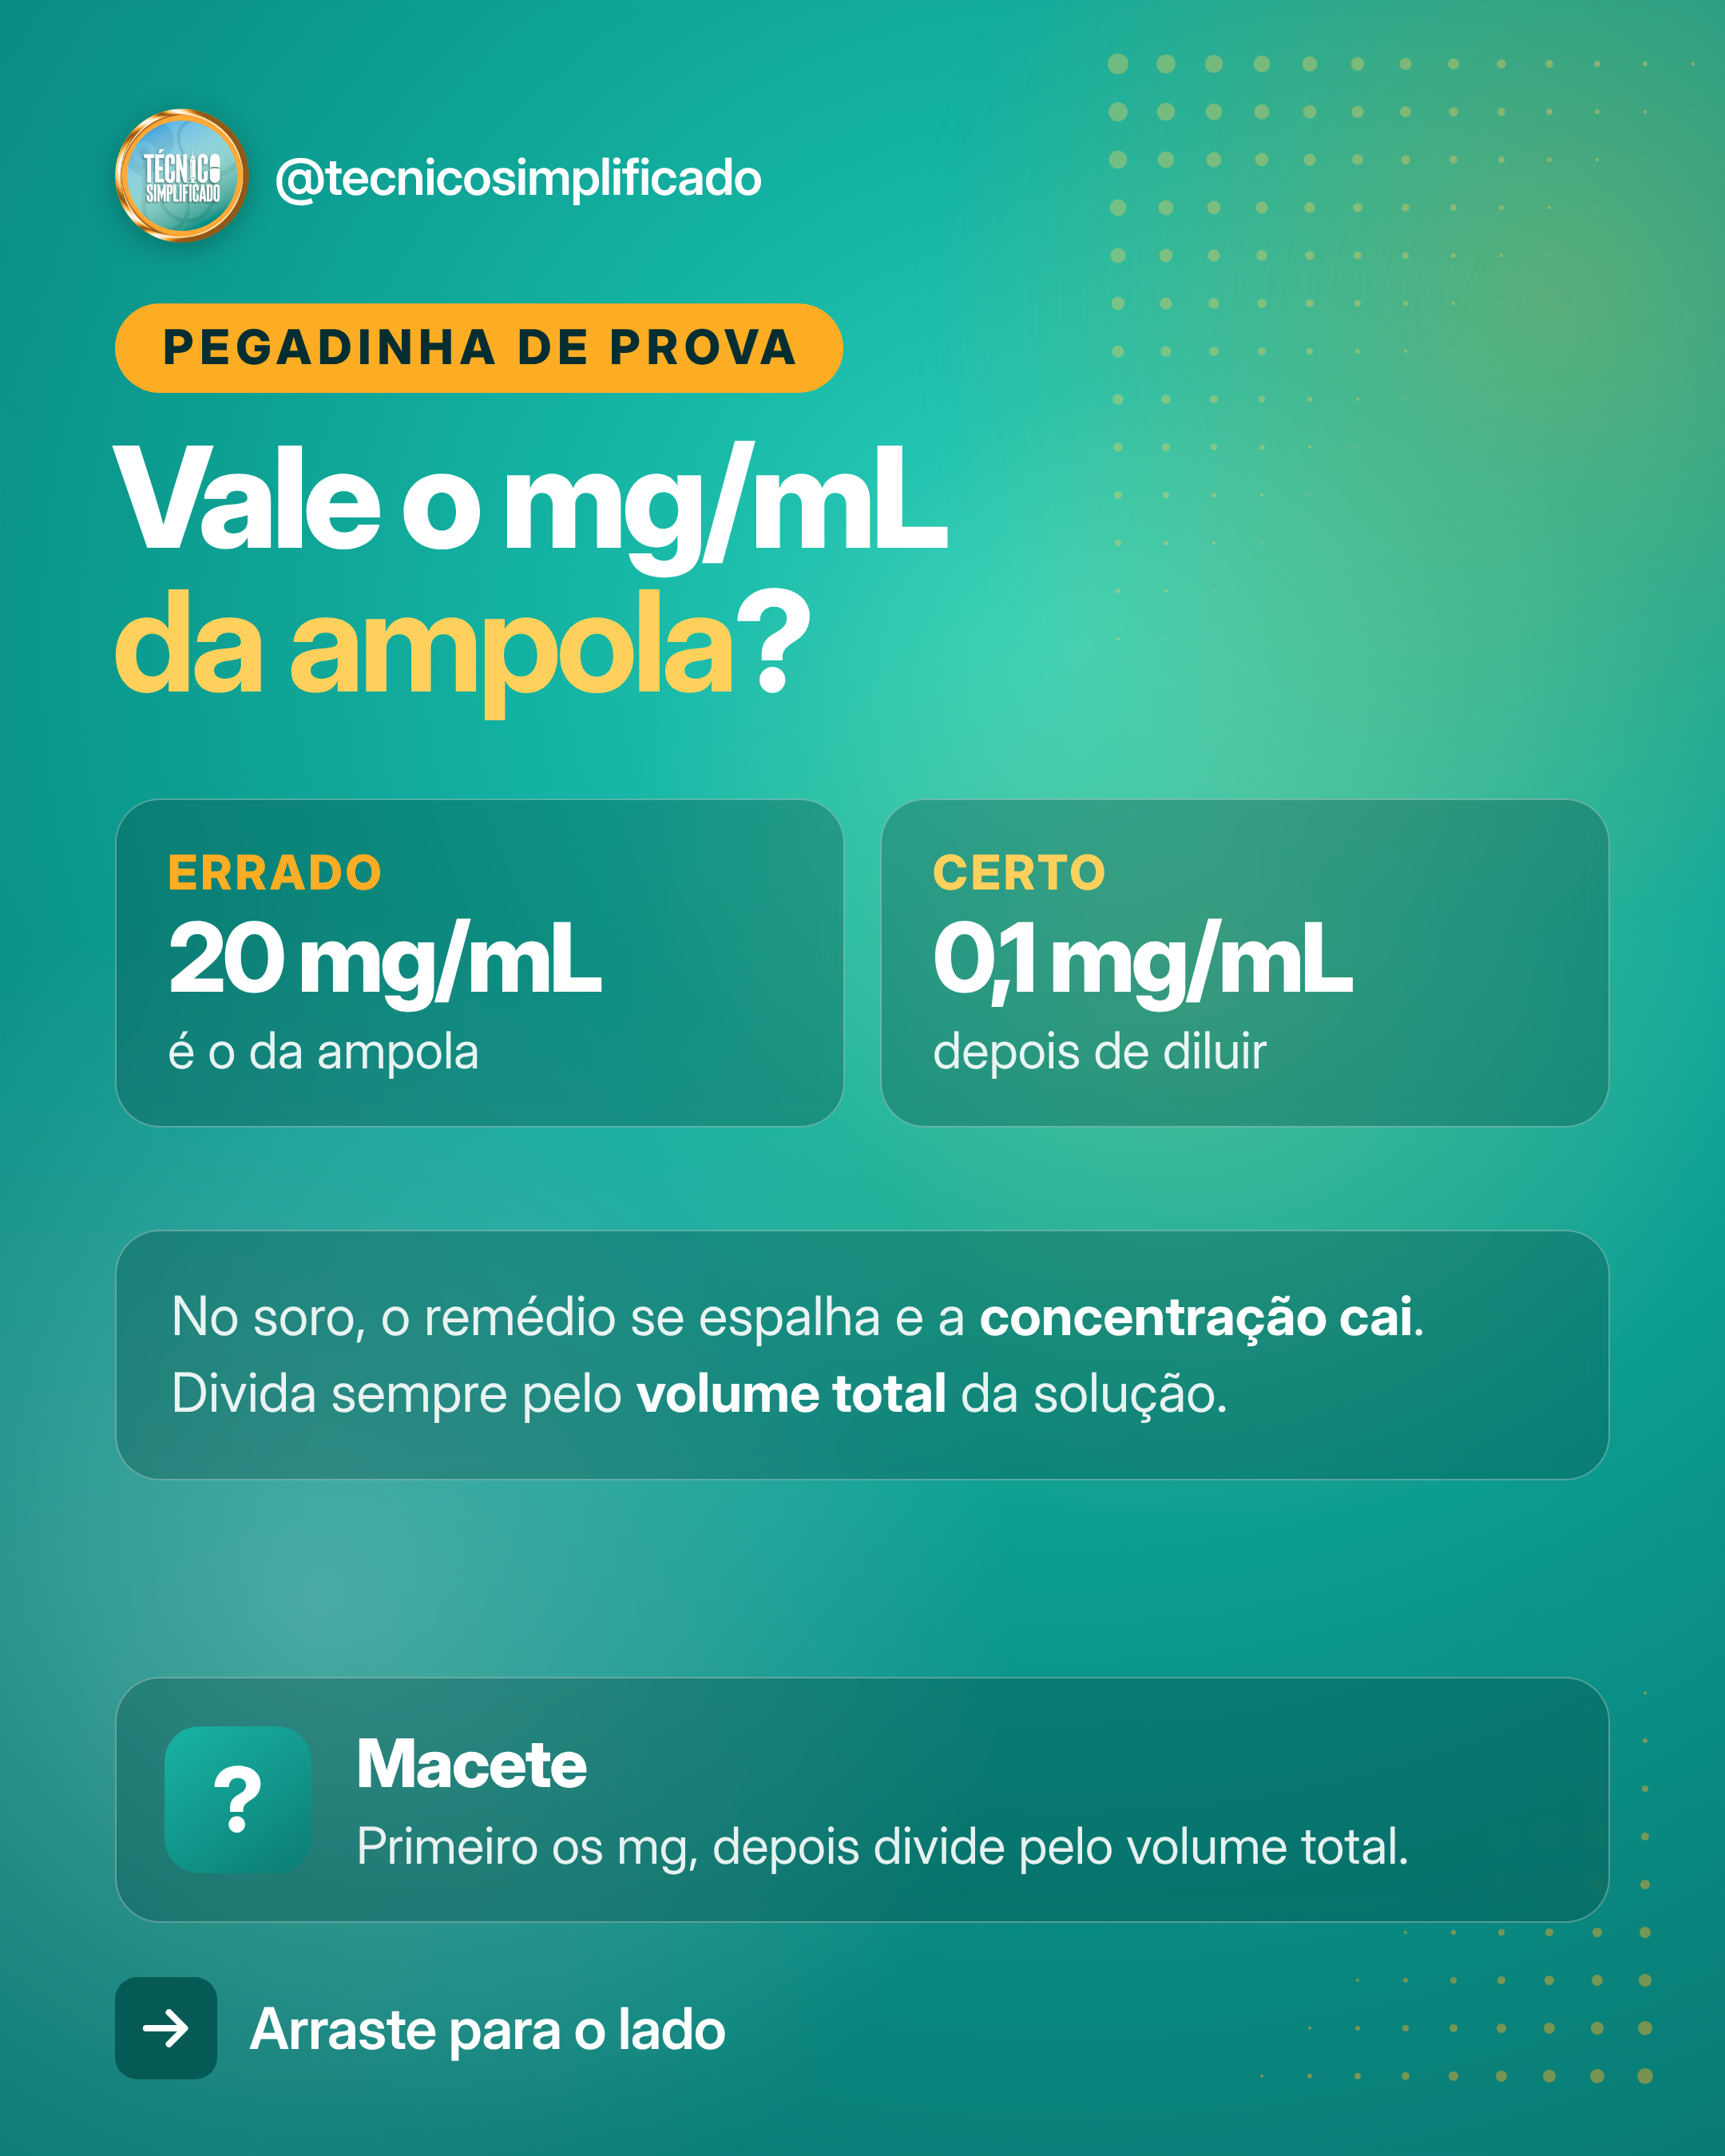 TÉCNICO
SIMPLIFICADO
@tecnicosimplificado
PEGADINHA DE PROVA
Vale o mg/mL
da ampola?
ERRADO
20 mg/mL
é o da ampola
CERTO
0,1 mg/mL
depois de diluir
No soro, o remédio se espalha e a concentração cai.
Divida sempre pelo volume total da solução.
?
Macete
Primeiro os mg, depois divide pelo volume total.
Arraste para o lado